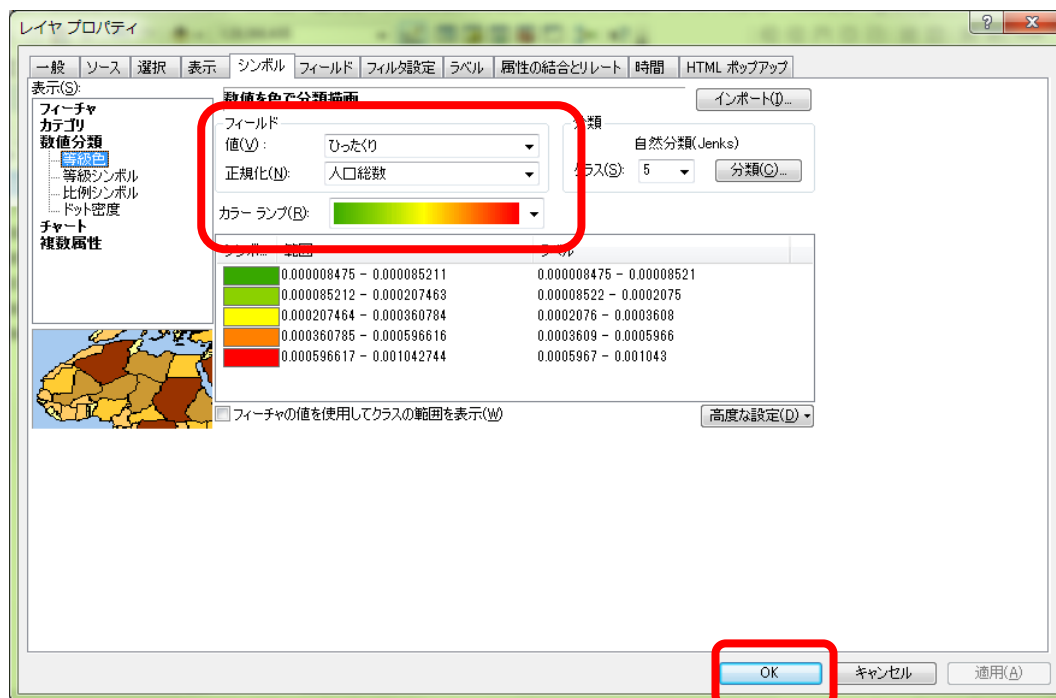 レイヤ プロパティ
一般 ソース 選択 表示 シンボル フィールド フィルタ設定 ラベル 属性の結合とリレート 時間 HTML ポップアップ
表示(S):
フィーチャ
カテゴリ
数値分類
等級色
等級シンボル
比例シンボル
ドット密度
チャート
複数属性
数値を色で分類描画
インポート(I)...
フィールド
値(V):
ひったくり
正規化(N):
人口総数
カラー ランプ(R):
分類
自然分類(Jenks)
クラス(S):
5
分類(C)...
シンボ... 範囲 ラベル
0.000008475 - 0.000085211 0.000008475 - 0.00008521
0.000085212 - 0.000207463 0.00008522 - 0.0002075
0.000207464 - 0.000360784 0.0002076 - 0.0003608
0.000360785 - 0.000596616 0.0003609 - 0.0005966
0.000596617 - 0.001042744 0.0005967 - 0.001043
フィーチャの値を使用してクラスの範囲を表示(W)
高度な設定(D)
OK キャンセル 適用(A)